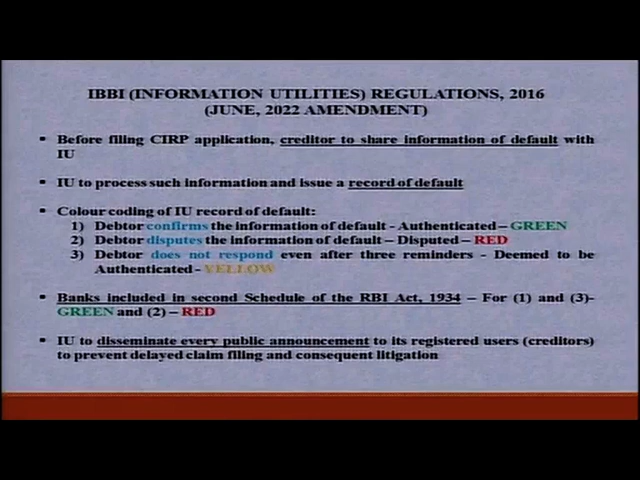 IBBI (INFORMATION UTILITIES) REGULATIONS, 2016
(JUNE, 2022 AMENDMENT)
▪ Before filing CIRP application, creditor to share information of default with
IU
▪ IU to process such information and issue a record of default
▪ Colour coding of IU record of default:
1) Debtor confirms the information of default - Authenticated – GREEN
2) Debtor disputes the information of default – Disputed – RED
3) Debtor does not respond even after three reminders - Deemed to be
Authenticated - YELLOW
▪ Banks included in second Schedule of the RBI Act, 1934 – For (1) and (3)-
GREEN and (2) – RED
▪ IU to disseminate every public announcement to its registered users (creditors)
to prevent delayed claim filing and consequent litigation